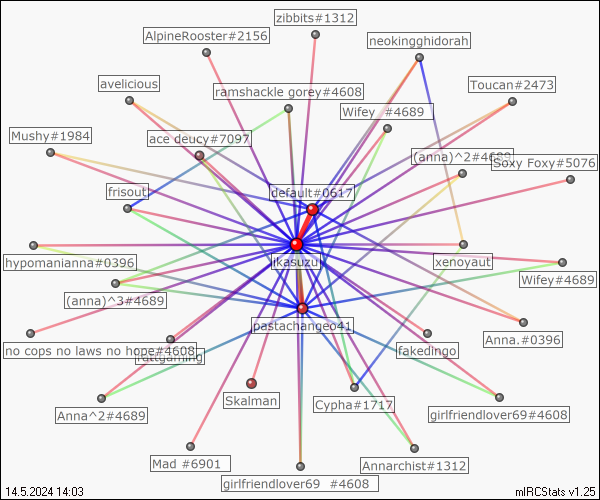 zibbits#1312
AlpineRooster#2156
neokingghidorah
avelicious
ramshackle gorey#4608
Toucan#2473
Wifey #4689
Mushy#1984
ace deucy#7097
(anna)^2#4689
Soxy Foxy#5076
frisout
default#0617
hypomanianna#0396
ikasuzu
xenoyaut
Wifey#4689
(anna)^3#4689
pastachangeo41
Anna.#0396
no cops no laws no hope#4608
fakedingo
Skalman
Cypha#1717
Anna^2#4689
girlfriendlover69#4608
Mad #6901
Annarchist#1312
girlfriendlover69 #4608
14.5.2024 14:03
mIRCStats v1.25